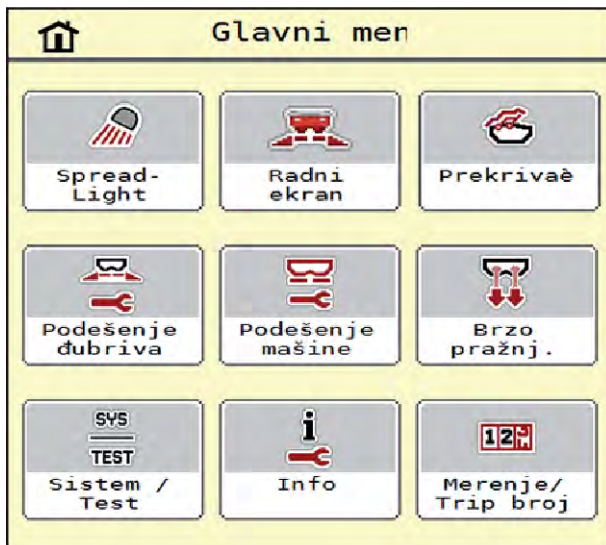 Glavni men
Spread-
Light
Radni
ekran
Prekrivaè
Podešenje
đubriva
Podešenje
mašine
Brzo
pražnj.
SYS
TEST
Sistem /
Test
i
Info
123
Merenje/
Trip broj